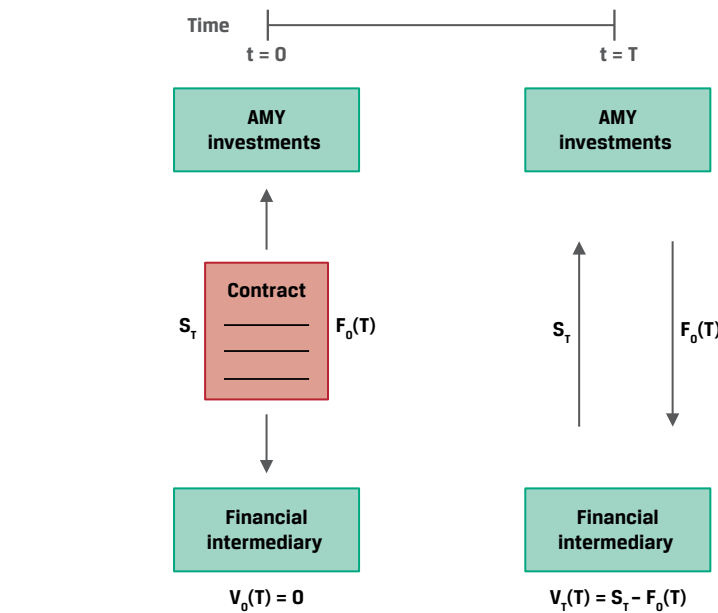 Time
t = 0
t = T
AMY
investments
AMY
investments
Contract
S_T
F_0(T)
S_T
F_0(T)
Financial
intermediary
Financial
intermediary
V_0(T) = 0
V_T(T) = S_T – F_0(T)